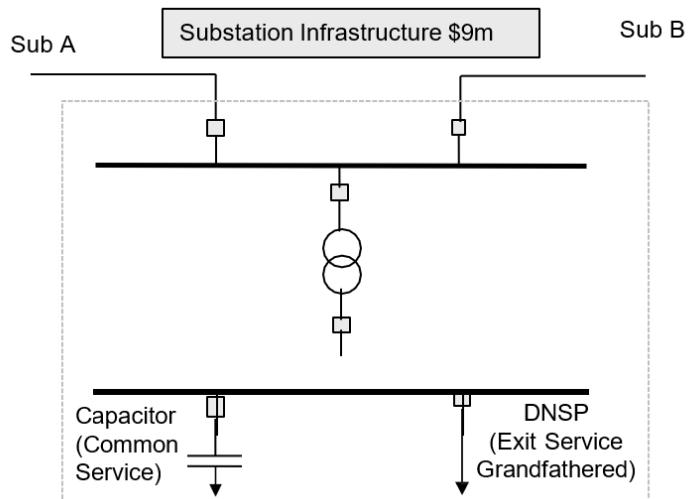 Substation Infrastructure $9m
Sub A
Sub B
Capacitor
(Common
Service)
DNSP
(Exit Service
Grandfathered)